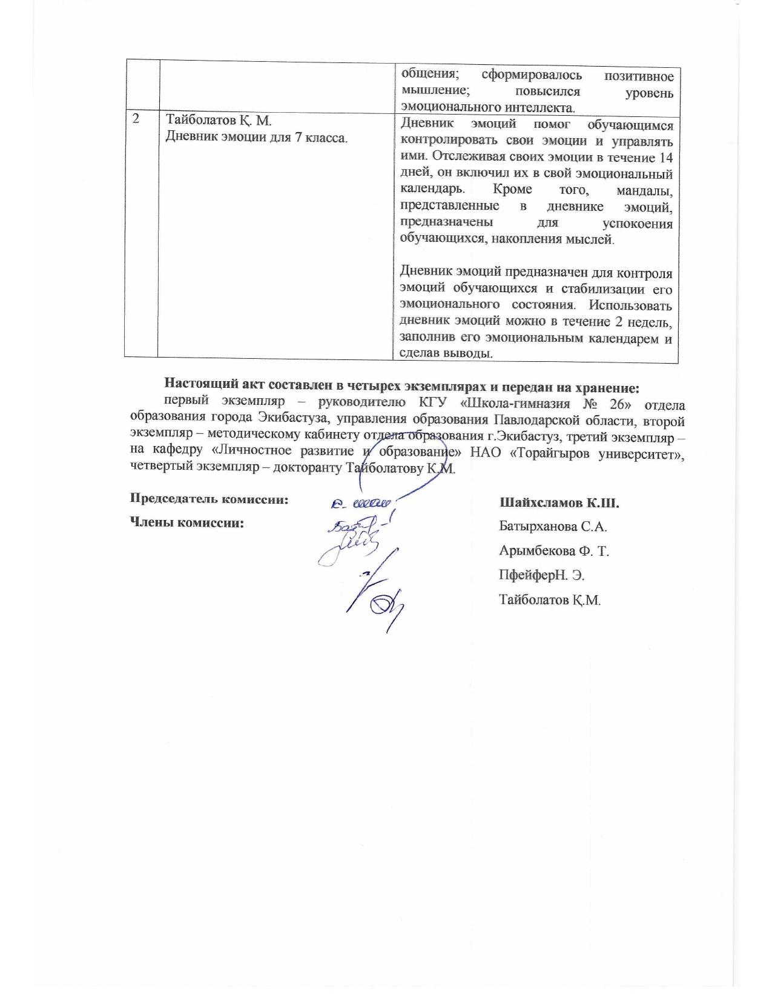 общения; сформировалось позитивное
мышление; повысился уровень
эмоционального интеллекта.
2
Тайболатов Қ. М.
Дневник эмоции для 7 класса.
Дневник эмоций помог обучающимся
контролировать свои эмоции и управлять
ими. Отслеживая своих эмоции в течение 14
дней, он включил их в свой эмоциональный
календарь. Кроме того, мандалы,
представленные в дневнике эмоций,
предназначены для успокоения
обучающихся, накопления мыслей.
Дневник эмоций предназначен для контроля
эмоций обучающихся и стабилизации его
эмоционального состояния. Использовать
дневник эмоций можно в течение 2 недель,
заполнив его эмоциональным календарем и
сделав выводы.
Настоящий акт составлен в четырех экземплярах и передан на хранение:
первый экземпляр – руководителю КГУ «Школа-гимназия № 26» отдела
образования города Экибастуза, управления образования Павлодарской области, второй
экземпляр – методическому кабинету отдела образования г.Экибастуз, третий экземпляр –
на кафедру «Личностное развитие и образование» НАО «Торайгыров университет»,
четвертый экземпляр – докторанту Тайболатову К.М.
Председатель комиссии: Шайхсламов К.Ш.
Члены комиссии: Батырханова С.А.
Арымбекова Ф. Т.
ПфейферН. Э.
Тайболатов Қ.М.